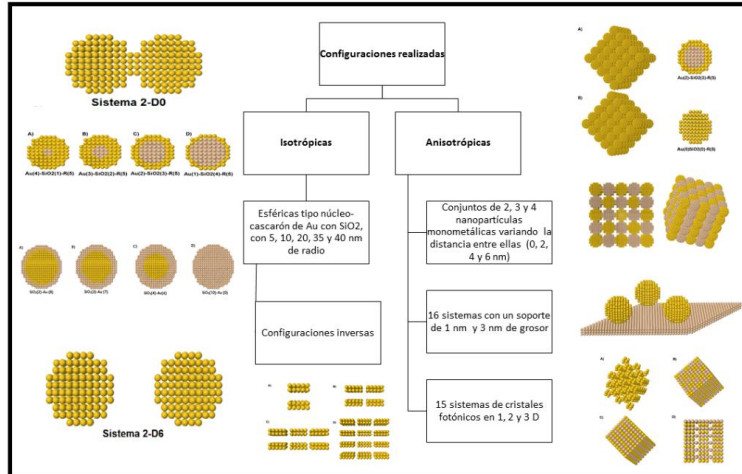 Configuraciones realizadas
Isotrópicas
Anisotrópicas
Esféricas tipo núcleo-
cascarón de Au con SiO2,
con 5, 10, 20, 35 y 40 nm
de radio
Configuraciones inversas
Conjuntos de 2, 3 y 4
nanopartículas
monometálicas variando la
distancia entre ellas (0, 2,
4 y 6 nm)
16 sistemas con un soporte
de 1 nm y 3 nm de grosor
15 sistemas de cristales
fotónicos en 1, 2 y 3 D
Sistema 2-D0
A) B) C) D)
Au(4)-SiO2(1)-R(5) Au(3)-SiO2(2)-R(5) Au(2)-SiO2(3)-R(5) Au(1)-SiO2(4)-R(5)
Sistema 2-D6
A)
Au(2)-SiO2(3)-R(5)
B)